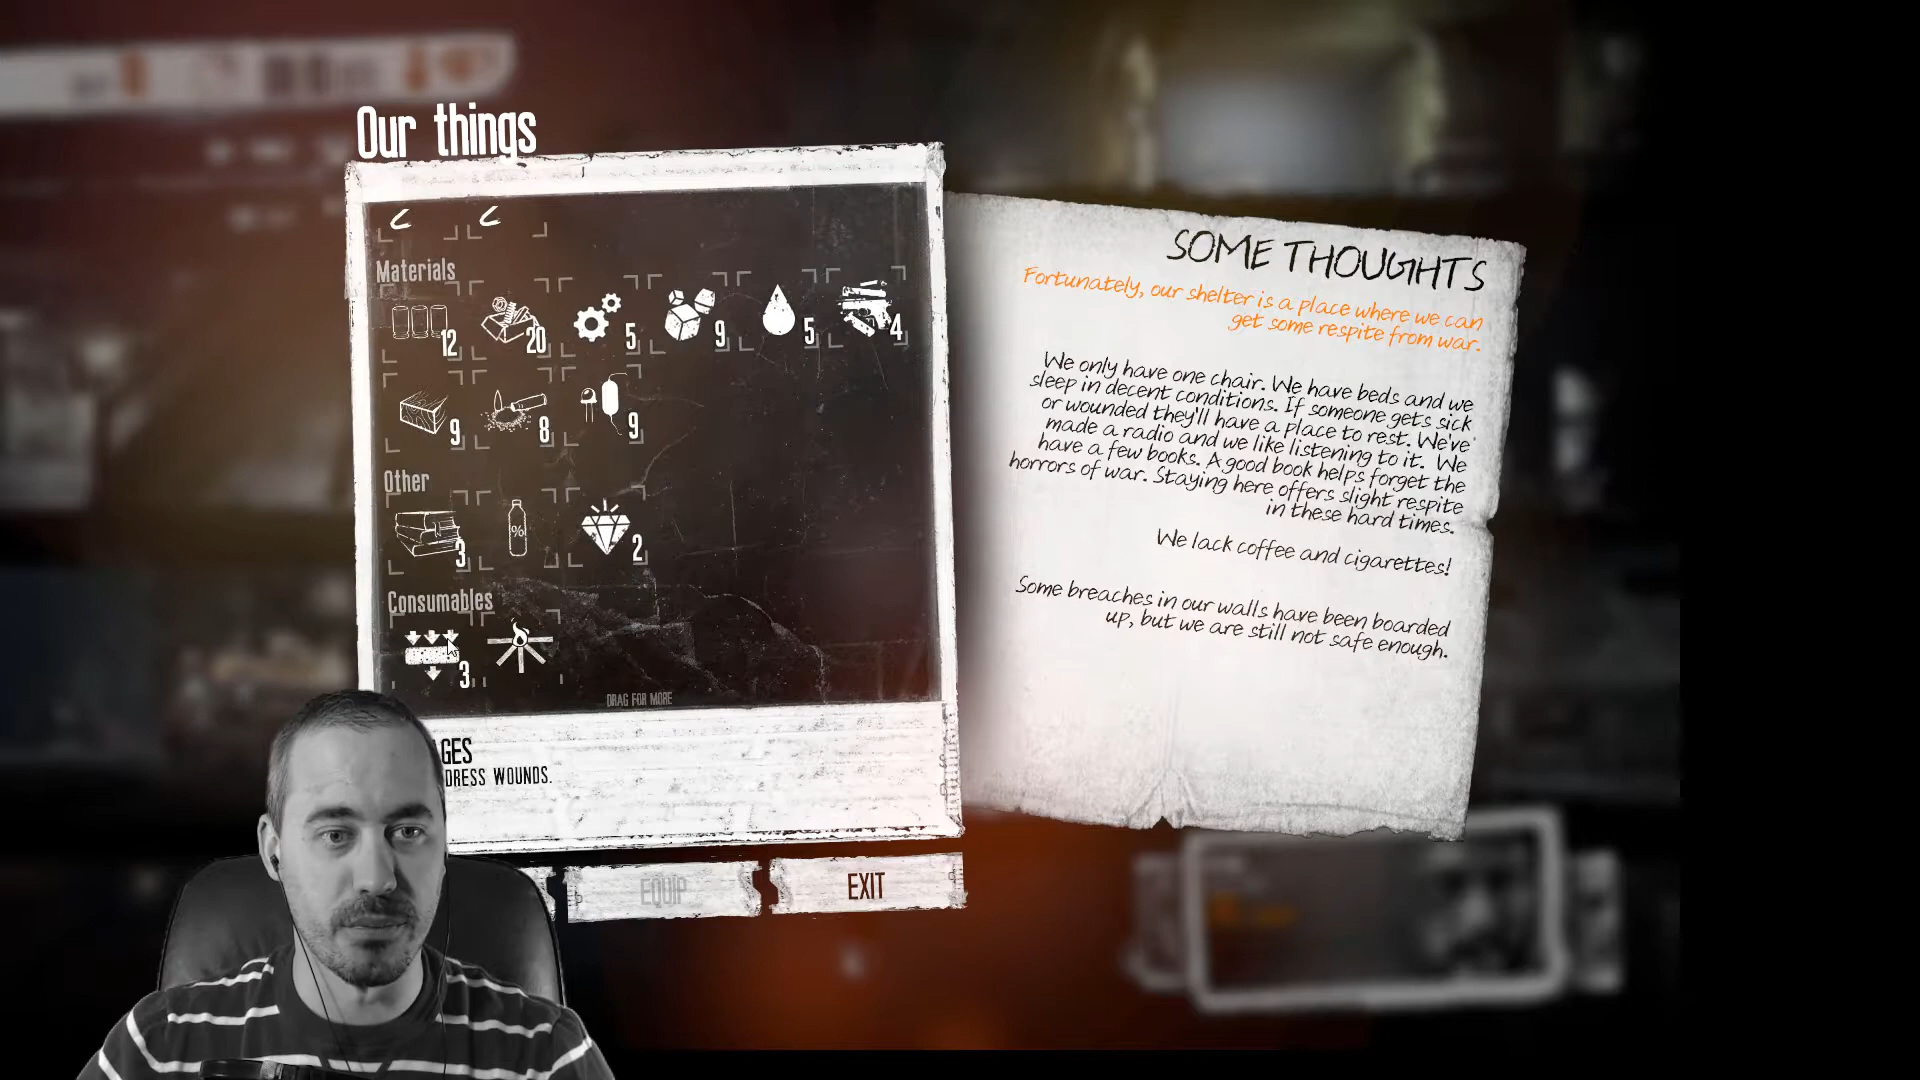 Our things
Materials
12
20
5
9
5
4
9
8
9
Other
3
%
2
Consumables
3
DRAG FOR MORE
GES
DRESS WOUNDS.
EQUIP
EXIT
SOME THOUGHTS
Fortunately, our shelter is a place where we can
get some respite from war.
We only have one chair. We have beds and we
sleep in decent conditions. If someone gets sick
or wounded they'll have a place to rest. We've
made a radio and we like listening to it. We
have a few books. A good book helps forget the
horrors of war. Staying here offers slight respite
in these hard times.
We lack coffee and cigarettes!
Some breaches in our walls have been boarded
up, but we are still not safe enough.